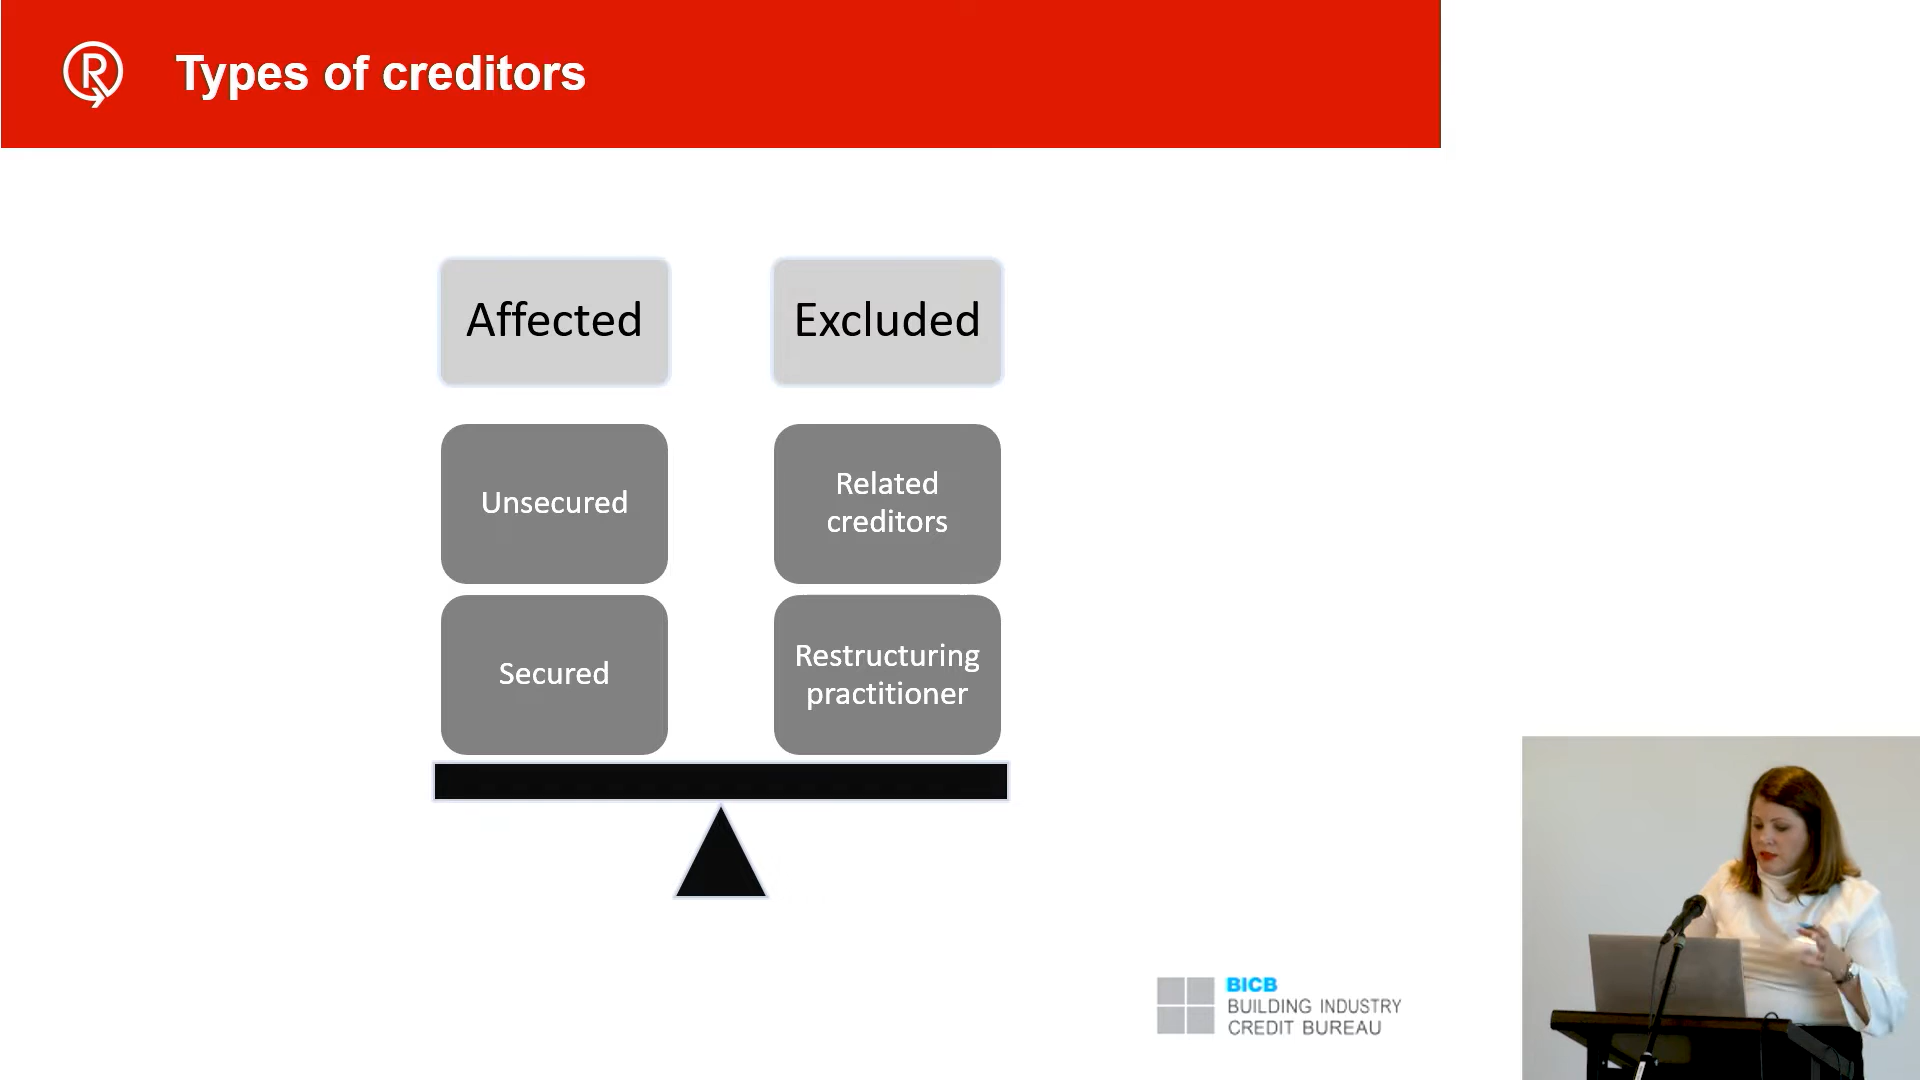 Types of creditors
Affected
Excluded
Unsecured
Related
creditors
Secured
Restructuring
practitioner
BICB
BUILDING INDUSTRY
CREDIT BUREAU